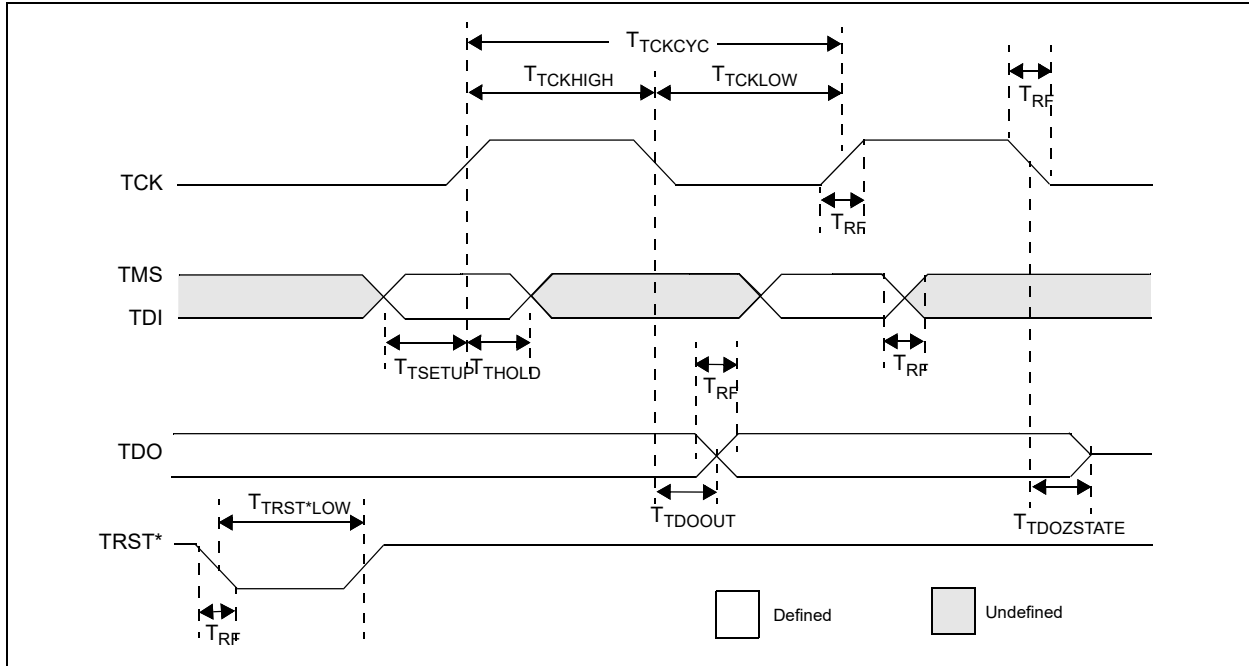 TTCKCYC
TTCKHIGH
TTCKLOW
TRF
TCK
TRF
TMS
TDI
TTSETUP
TTHOLD
TRF
TRF
TDO
TTRST*LOW
TTDOOUT
TTDOZSTATE
TRST*
TRF
Defined
Undefined